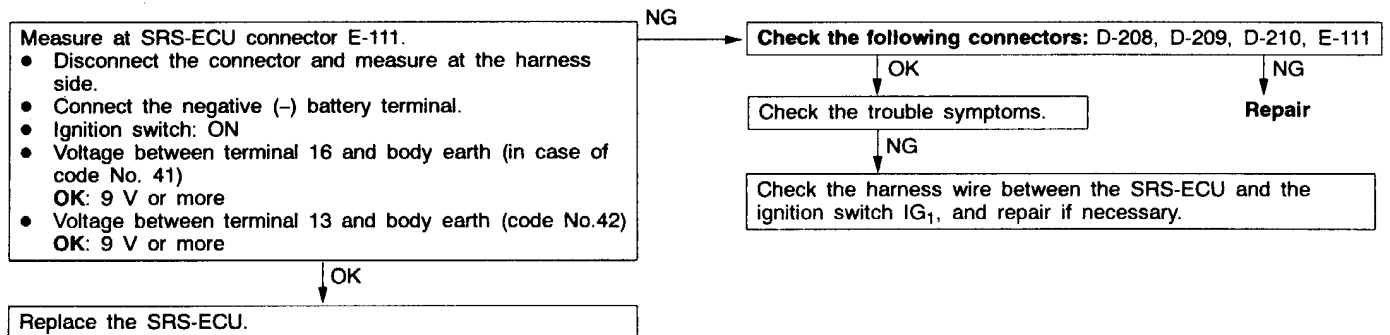 Measure at SRS-ECU connector E-111.
● Disconnect the connector and measure at the harness
side.
● Connect the negative (–) battery terminal.
● Ignition switch: ON
● Voltage between terminal 16 and body earth (in case of
code No. 41)
OK: 9 V or more
● Voltage between terminal 13 and body earth (code No.42)
OK: 9 V or more
OK
Replace the SRS-ECU.
NG
Check the following connectors: D-208, D-209, D-210, E-111
OK
NG
Check the trouble symptoms.
Repair
NG
Check the harness wire between the SRS-ECU and the
ignition switch IG₁, and repair if necessary.